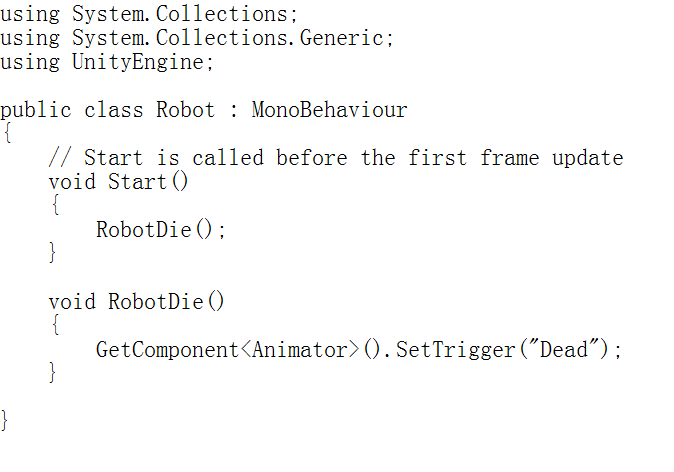 using System.Collections;
using System.Collections.Generic;
using UnityEngine;

public class Robot : MonoBehaviour
{
    // Start is called before the first frame update
    void Start()
    {
        RobotDie();
    }

    void RobotDie()
    {
        GetComponent<Animator>().SetTrigger("Dead");
    }

}